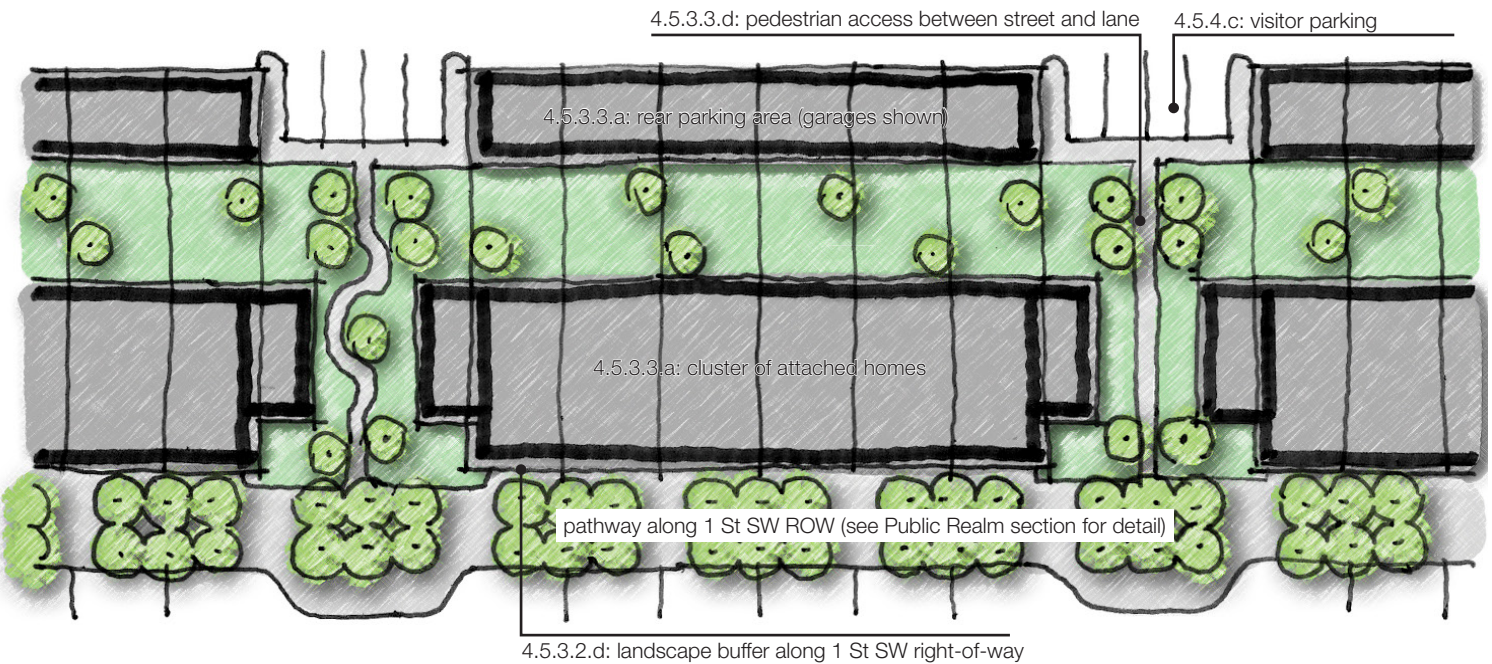 4.5.3.3.d: pedestrian access between street and lane
4.5.4.c: visitor parking
4.5.3.3.a: rear parking area (garages shown)
4.5.3.3.a: cluster of attached homes
pathway along 1 St SW ROW (see Public Realm section for detail)
4.5.3.2.d: landscape buffer along 1 St SW right-of-way